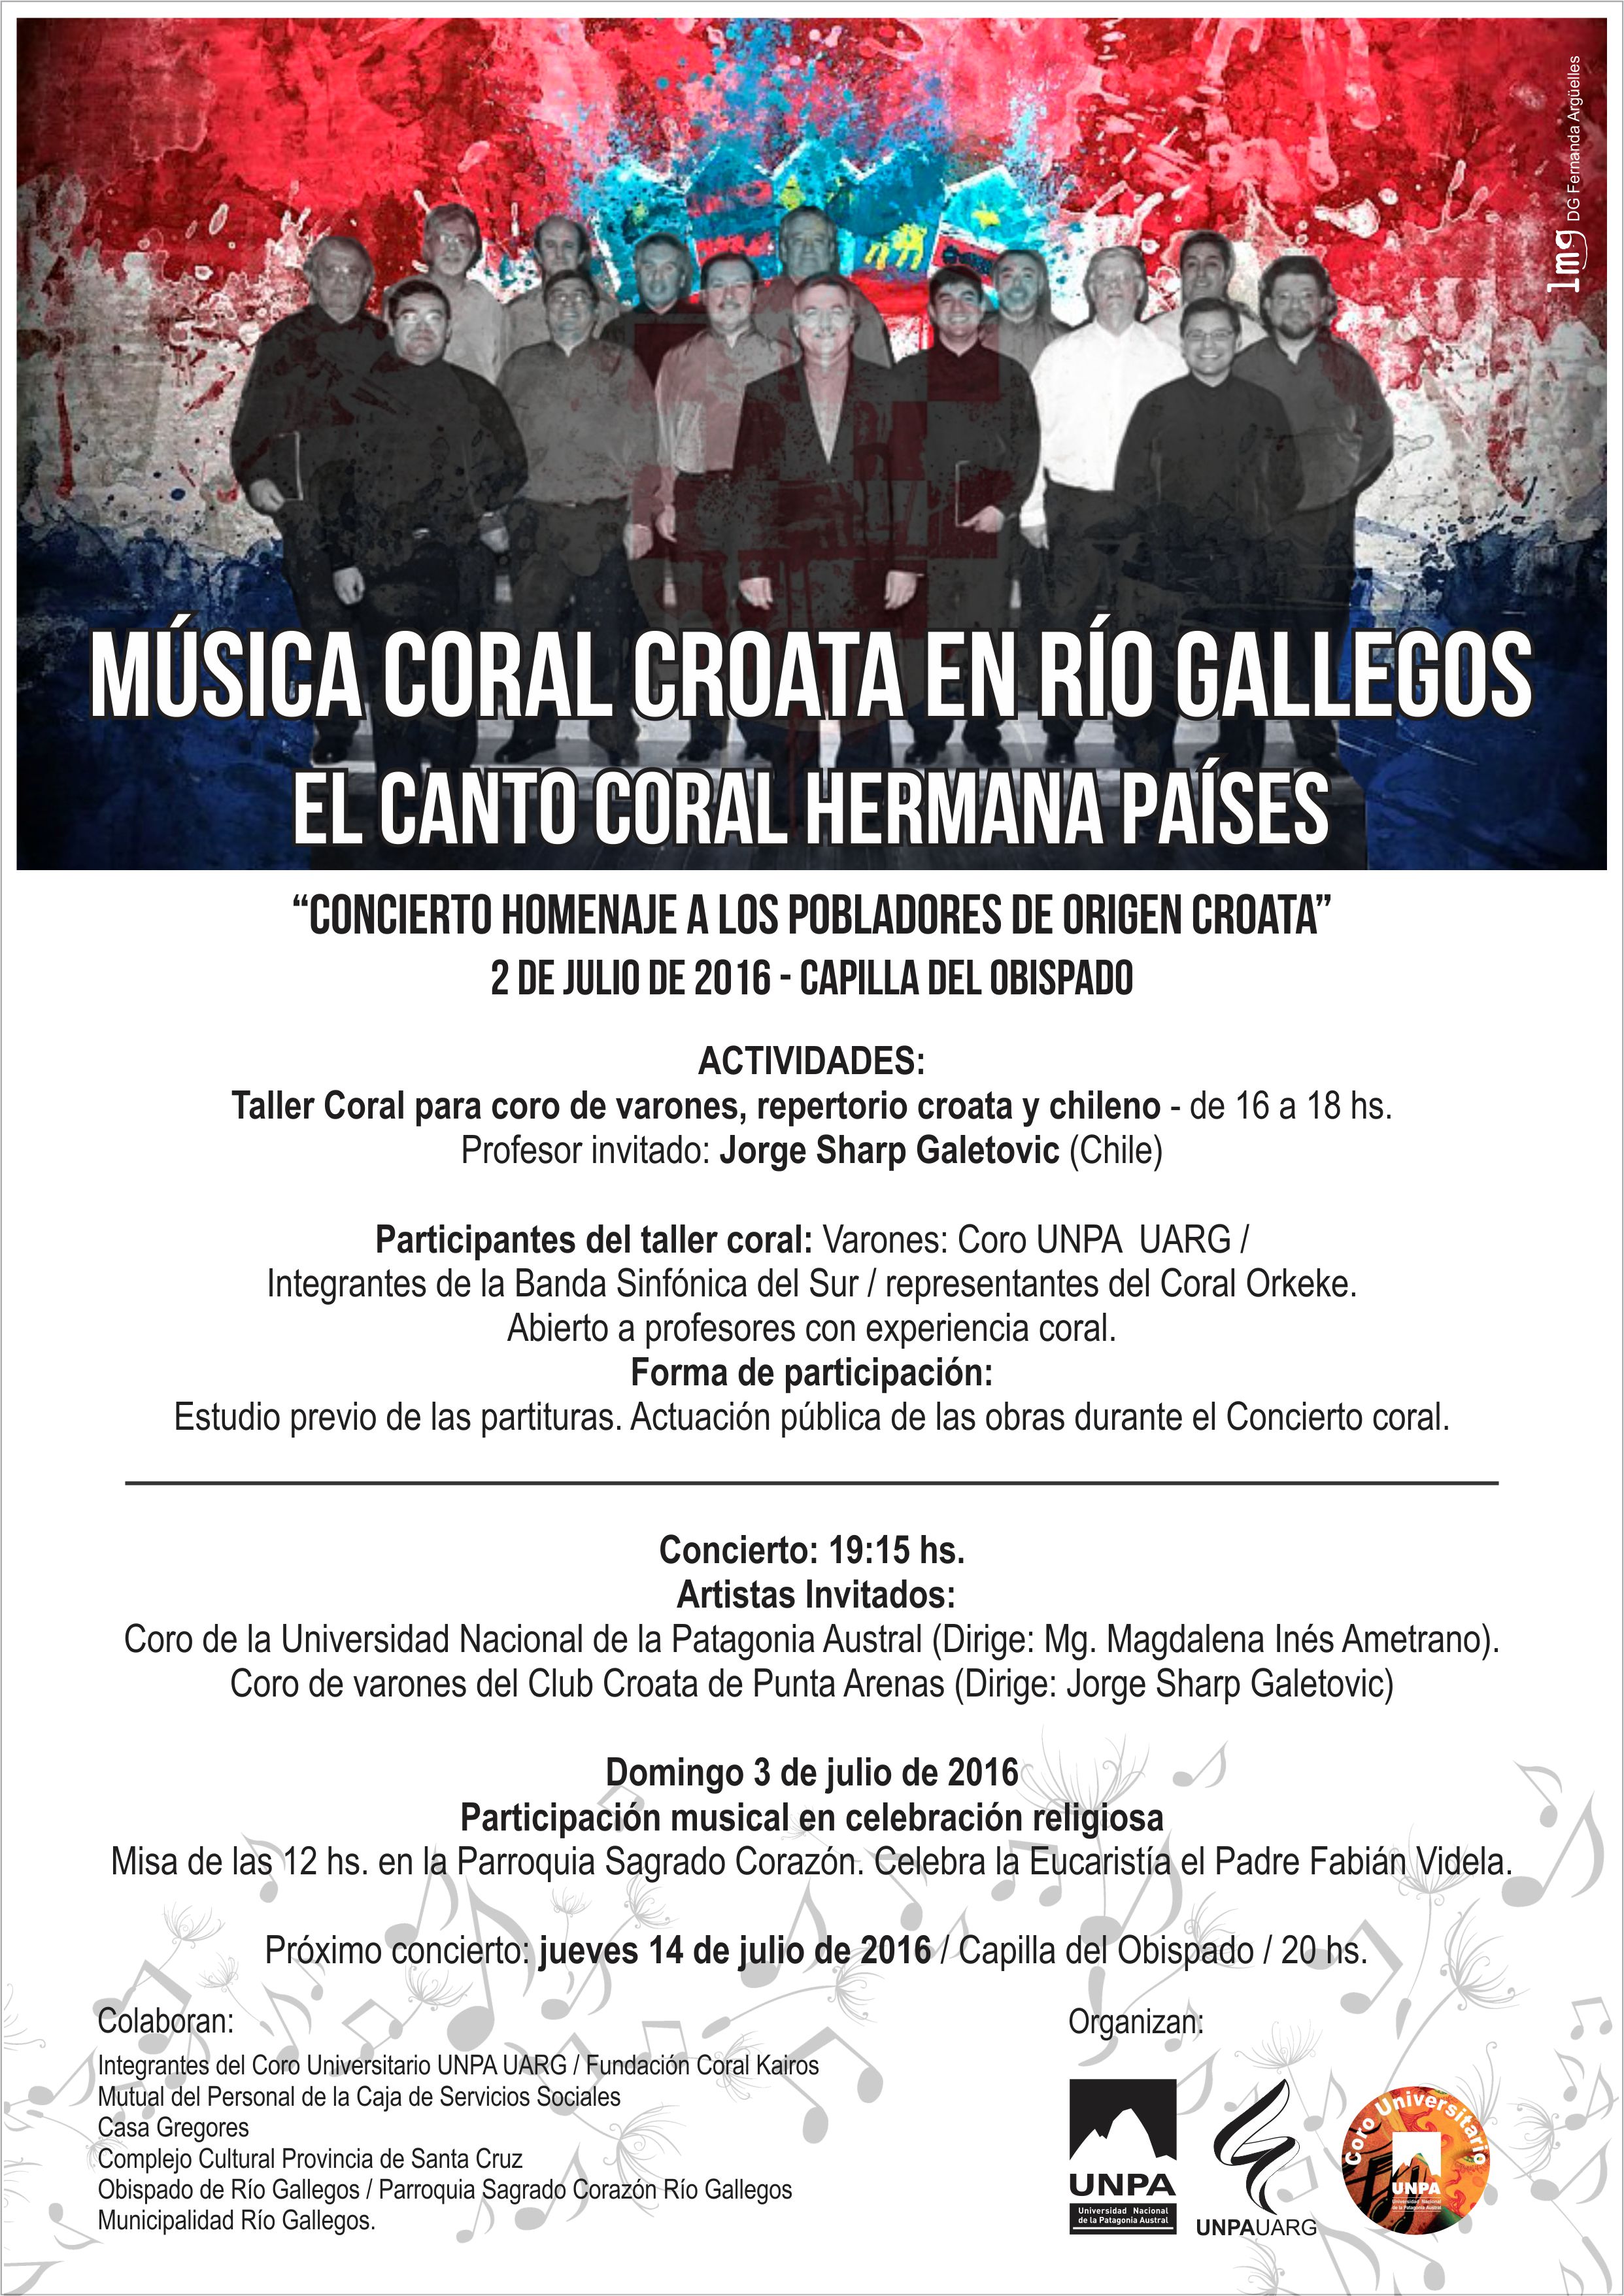 lmg DG Fernanda Argüelles
MÚSICA CORAL CROATA EN RÍO GALLEGOS
EL CANTO CORAL HERMANA PAÍSES
“CONCIERTO HOMENAJE A LOS POBLADORES DE ORIGEN CROATA”
2 DE JULIO DE 2016 - CAPILLA DEL OBISPADO
ACTIVIDADES:
Taller Coral para coro de varones, repertorio croata y chileno - de 16 a 18 hs.
Profesor invitado: Jorge Sharp Galetovic (Chile)
Participantes del taller coral: Varones: Coro UNPA UARG /
Integrantes de la Banda Sinfónica del Sur / representantes del Coral Orkeke.
Abierto a profesores con experiencia coral.
Forma de participación:
Estudio previo de las partituras. Actuación pública de las obras durante el Concierto coral.
Concierto: 19:15 hs.
Artistas Invitados:
Coro de la Universidad Nacional de la Patagonia Austral (Dirige: Mg. Magdalena Inés Ametrano).
Coro de varones del Club Croata de Punta Arenas (Dirige: Jorge Sharp Galetovic)
Domingo 3 de julio de 2016
Participación musical en celebración religiosa
Misa de las 12 hs. en la Parroquia Sagrado Corazón. Celebra la Eucaristía el Padre Fabián Videla.
Próximo concierto: jueves 14 de julio de 2016 / Capilla del Obispado / 20 hs.
Colaboran:
Integrantes del Coro Universitario UNPA UARG / Fundación Coral Kairos
Mutual del Personal de la Caja de Servicios Sociales
Casa Gregores
Complejo Cultural Provincia de Santa Cruz
Obispado de Río Gallegos / Parroquia Sagrado Corazón Río Gallegos
Municipalidad Río Gallegos.
Organizan:
UNPA
Universidad Nacional
de la Patagonia Austral
UNPAUARG
Coro Universitario
UNPA
Universidad Nacional
de la Patagonia Austral